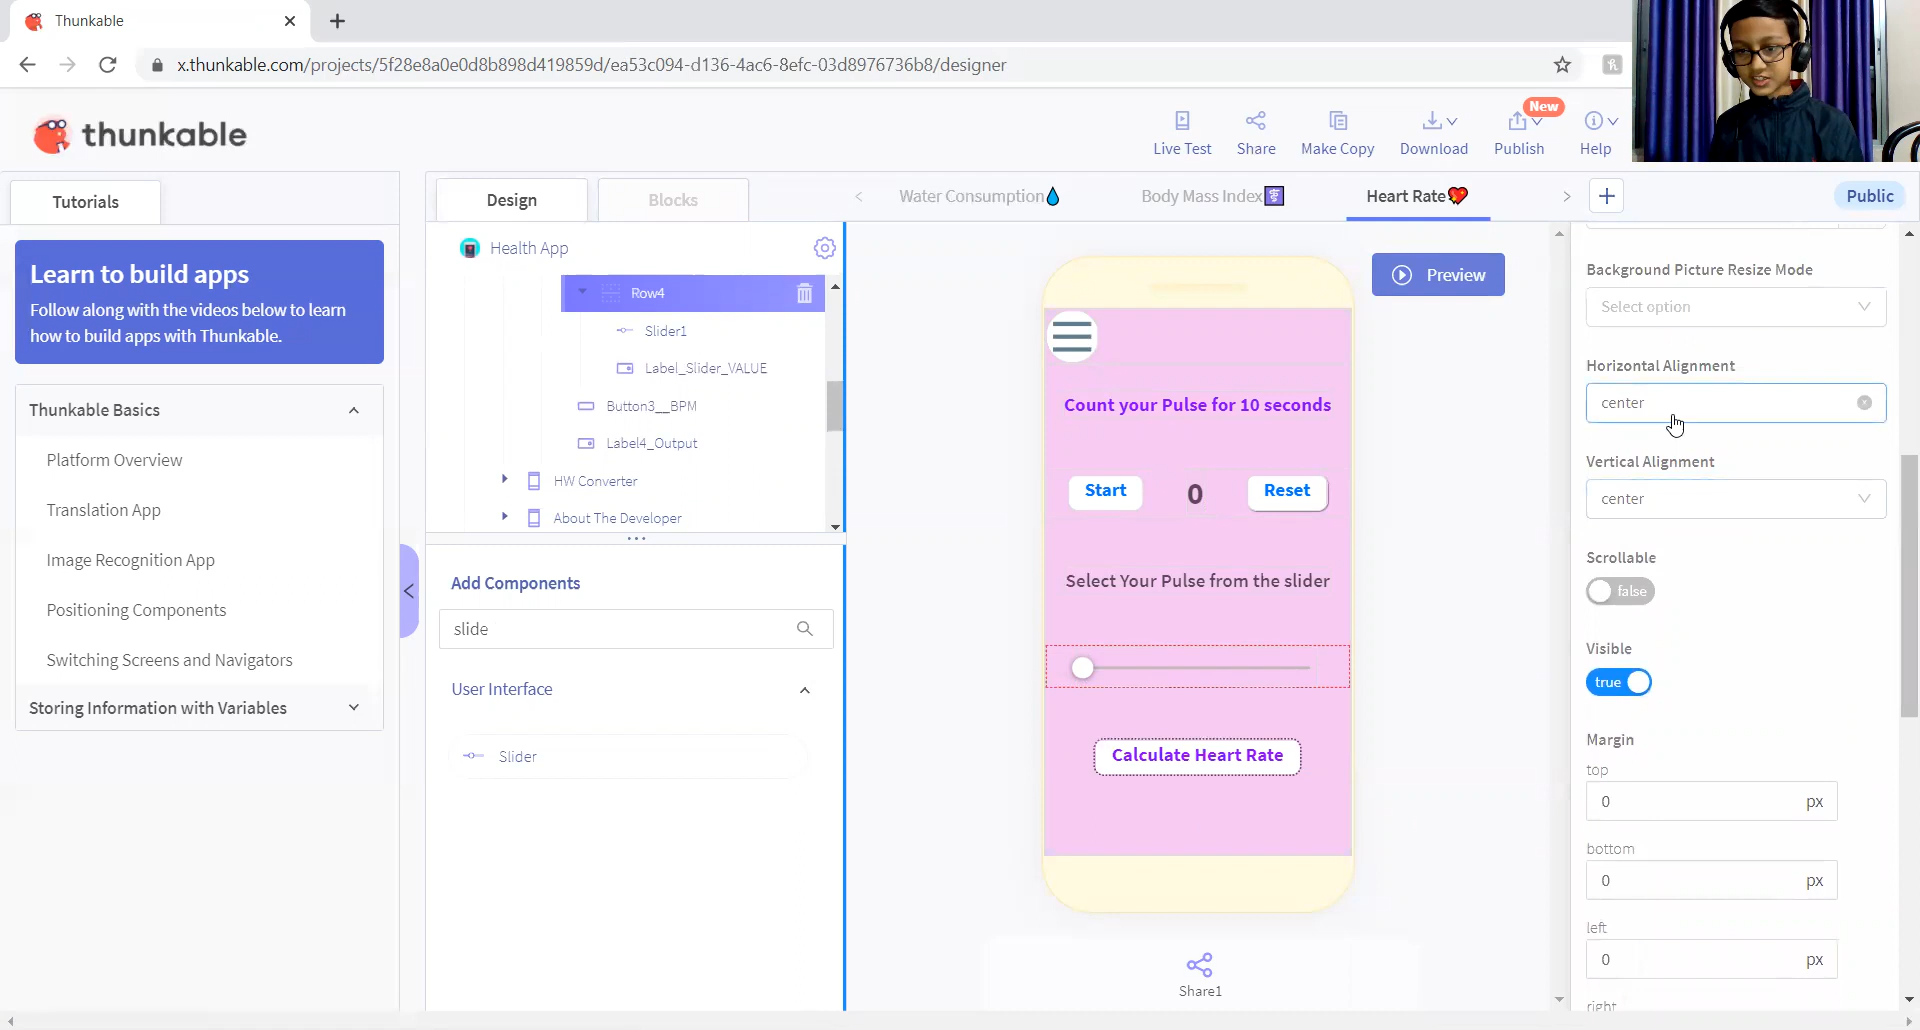 Thunkable
x.thunkable.com/projects/5f28e8a0e0d8b898d419859d/ea53c094-d136-4ac6-8efc-03d8976736b8/designer
thunkable
Live Test
Share
Make Copy
Download
New
Publish
Help
Tutorials
Design
Blocks
Water Consumption💧
Body Mass Index⚕
Heart Rate💖
Public
Learn to build apps
Follow along with the videos below to learn
how to build apps with Thunkable.
Thunkable Basics
Platform Overview
Translation App
Image Recognition App
Positioning Components
Switching Screens and Navigators
Storing Information with Variables
Health App
Row4
Slider1
Label_Slider_VALUE
Button3__BPM
Label4_Output
HW Converter
About The Developer
Add Components
slide
User Interface
Slider
Preview
Count your Pulse for 10 seconds
Start
0
Reset
Select Your Pulse from the slider
Calculate Heart Rate
Share1
Background Picture Resize Mode
Select option
Horizontal Alignment
center
Vertical Alignment
center
Scrollable
false
Visible
true
Margin
top
0 px
bottom
0 px
left
0 px
right